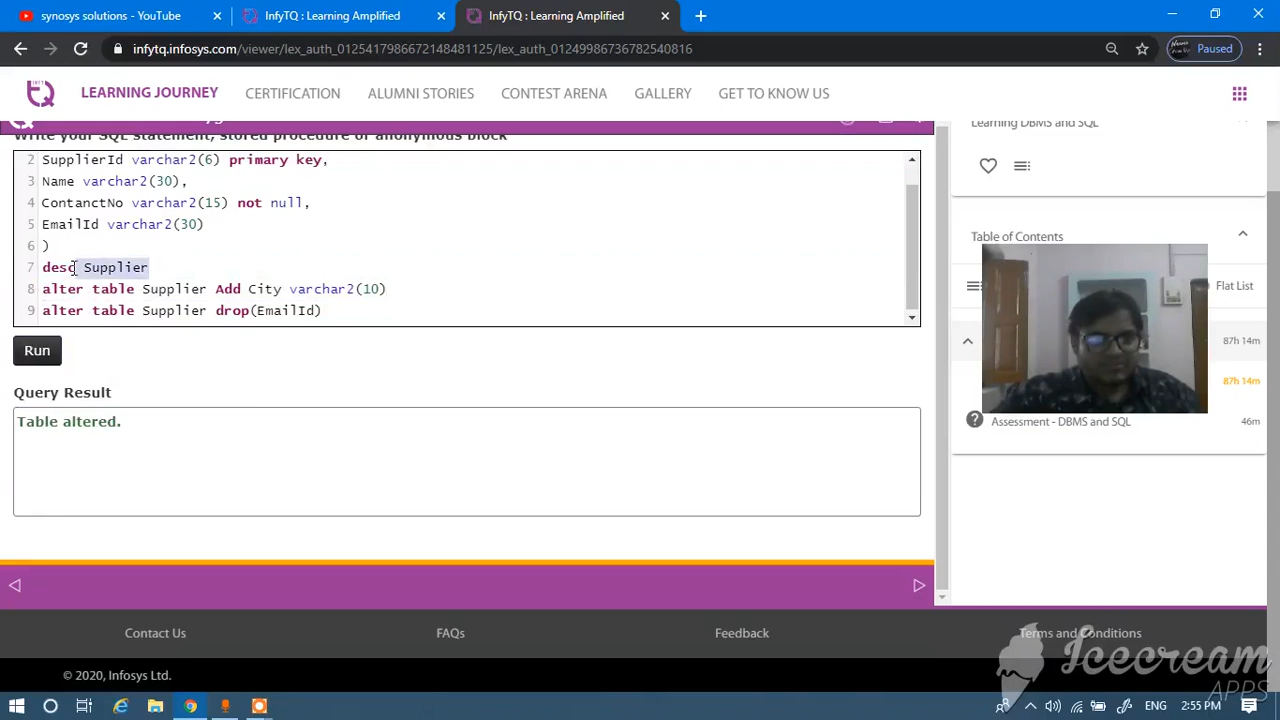 synosys solutions - YouTube
InfyTQ : Learning Amplified
InfyTQ : Learning Amplified
infytq.infosys.com/viewer/lex_auth_012541798667214848​1125/lex_auth_01249986736782540816
Paused
LEARNING JOURNEY
CERTIFICATION
ALUMNI STORIES
CONTEST ARENA
GALLERY
GET TO KNOW US
Write your SQL statement, stored procedure or anonymous block
2 SupplierId varchar2(6) primary key,
3 Name varchar2(30),
4 ContanctNo varchar2(15) not null,
5 EmailId varchar2(30)
6 )
7 desc Supplier
8 alter table Supplier Add City varchar2(10)
9 alter table Supplier drop(EmailId)
Run
Query Result
Table altered.
Learning DBMS and SQL
Table of Contents
Flat List
87h 14m
87h 14m
Assessment - DBMS and SQL
46m
Contact Us
FAQs
Feedback
Terms and Conditions
© 2020, Infosys Ltd.
Icecream
APPS
ENG
2:55 PM